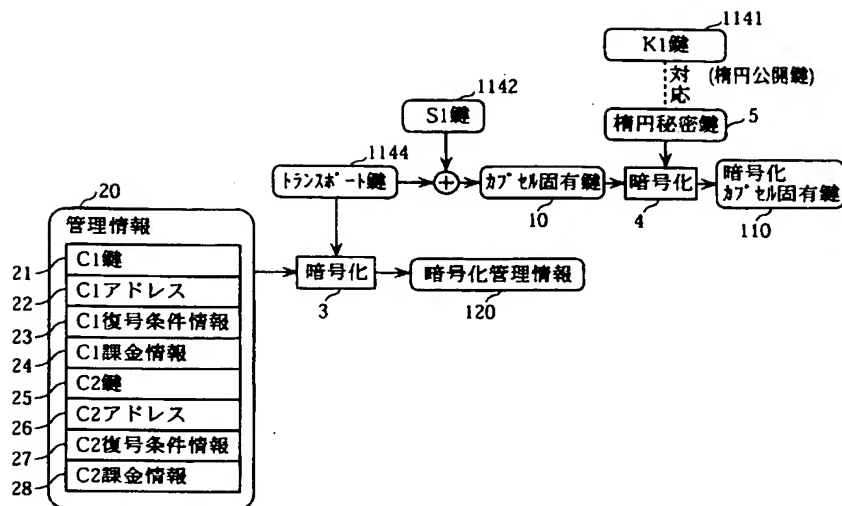 1141
K1鍵
対応
(楕円公開鍵)
1142
S1鍵
5
楕円秘密鍵
1144
トランスポート鍵
カプセル固有鍵
10
暗号化
4
暗号化
カプセル固有鍵
110
20
管理情報
暗号化
3
暗号化管理情報
120
21
C1鍵
22
C1アドレス
23
C1復号条件情報
24
C1課金情報
25
C2鍵
26
C2アドレス
27
C2復号条件情報
28
C2課金情報